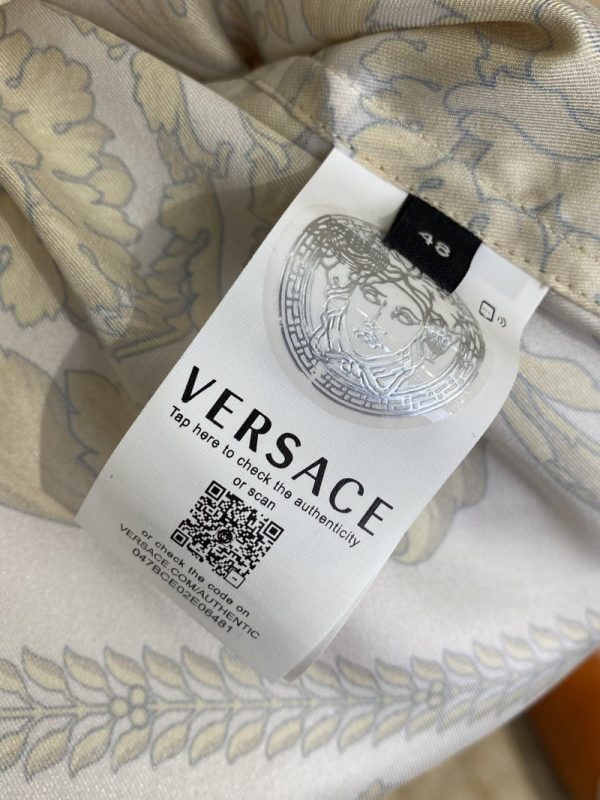 48
VERSACE
Tap here to check the authenticity
or scan
or check the code on
VERSACE.COM/AUTHENTIC
047BCE02E06481